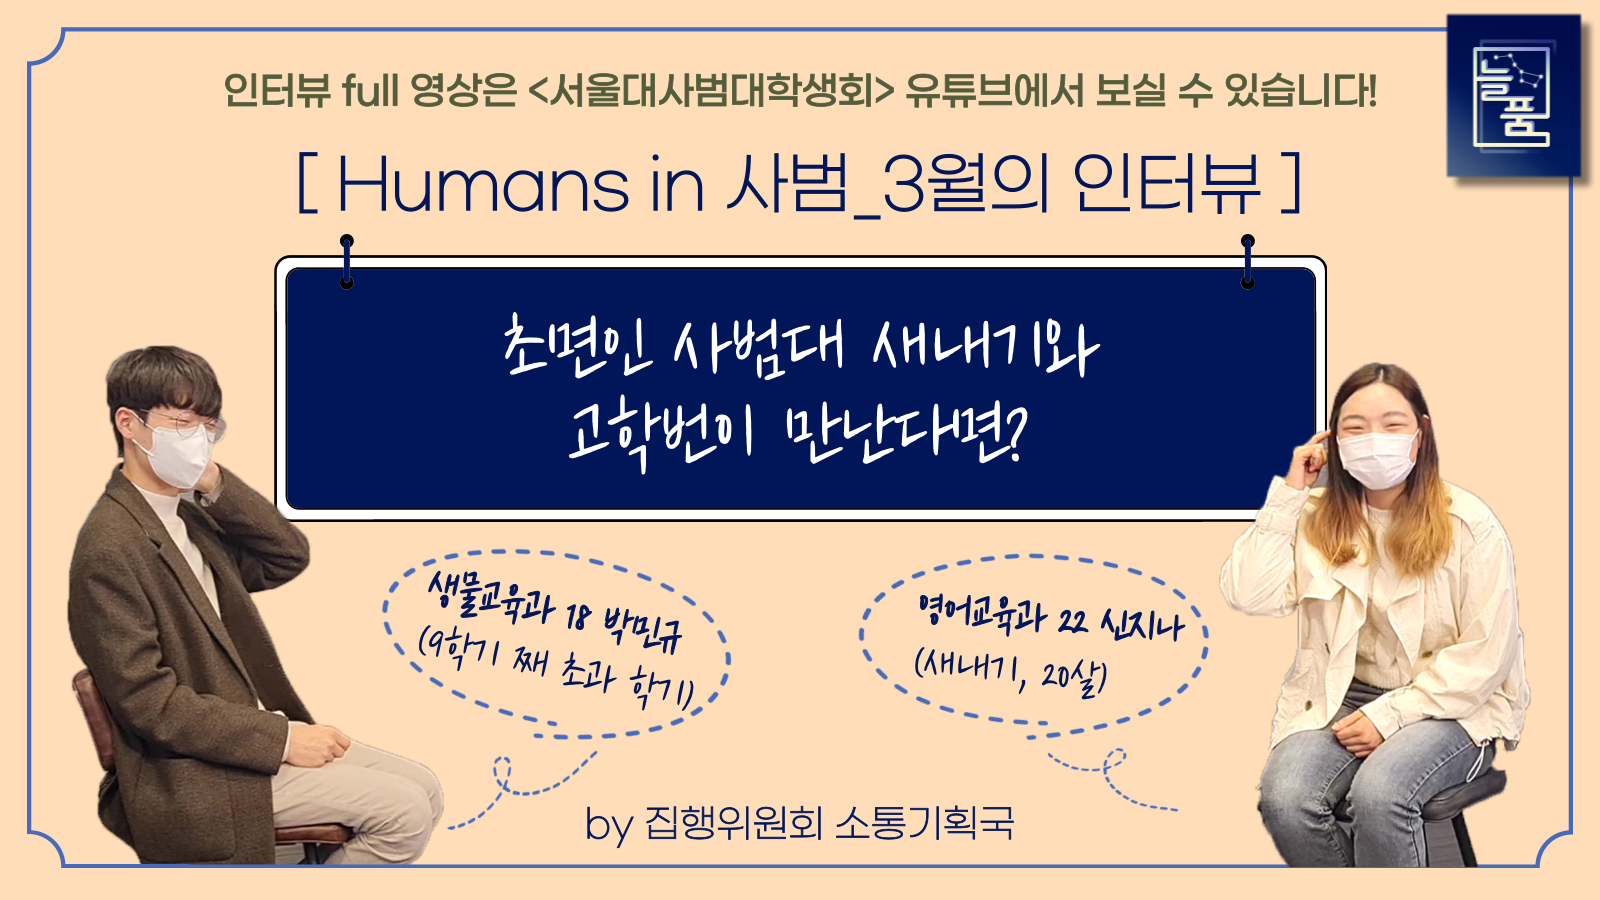 인터뷰 full 영상은 <서울대사범대학생회> 유튜브에서 보실 수 있습니다!
늘
품
[ Humans in 사범_3월의 인터뷰 ]
초면인 사범대 새내기와
고학번이 만난다면?
생물교육과 18 박민규
(9학기 째 초과 학기)
영어교육과 22 신지나
(새내기, 20살)
by 집행위원회 소통기획국